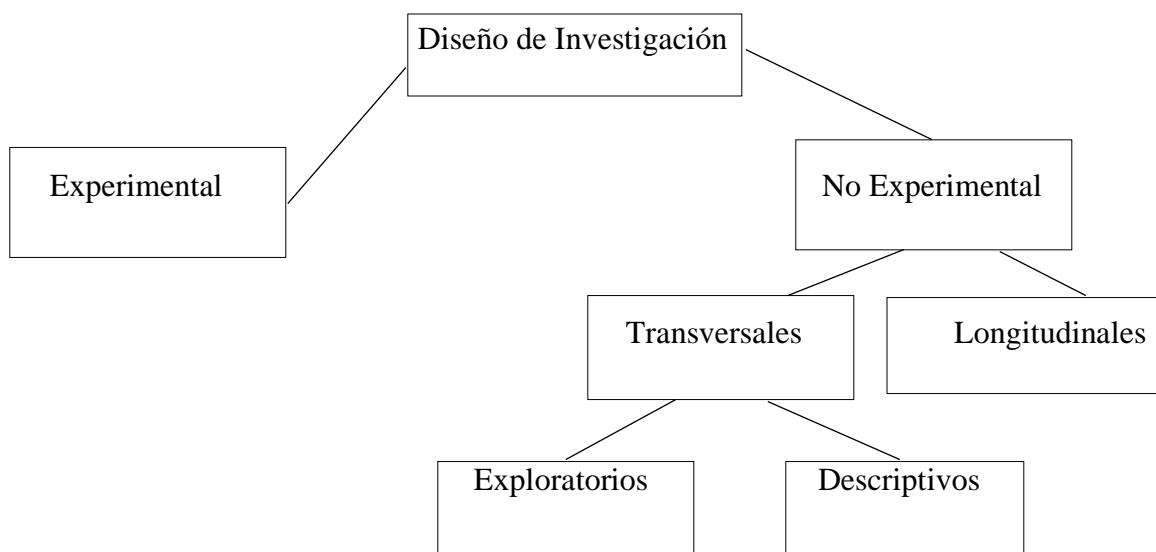 Diseño de Investigación
Experimental
No Experimental
Transversales
Longitudinales
Exploratorios
Descriptivos